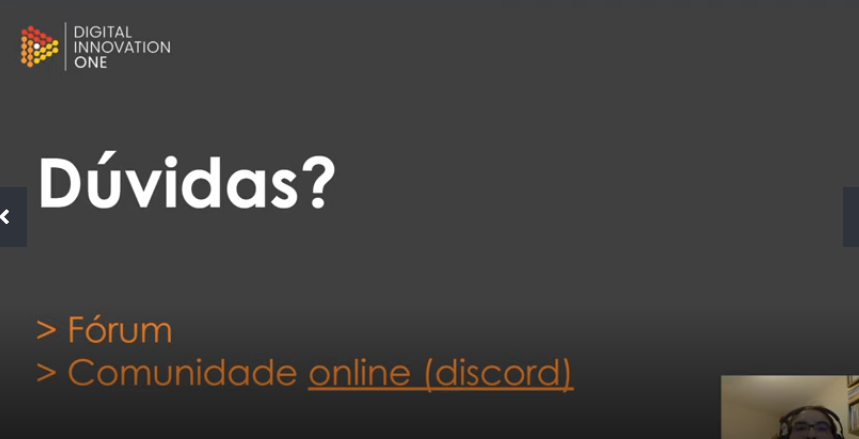 DIGITAL
INNOVATION
ONE
Dúvidas?
> Fórum
> Comunidade online (discord)